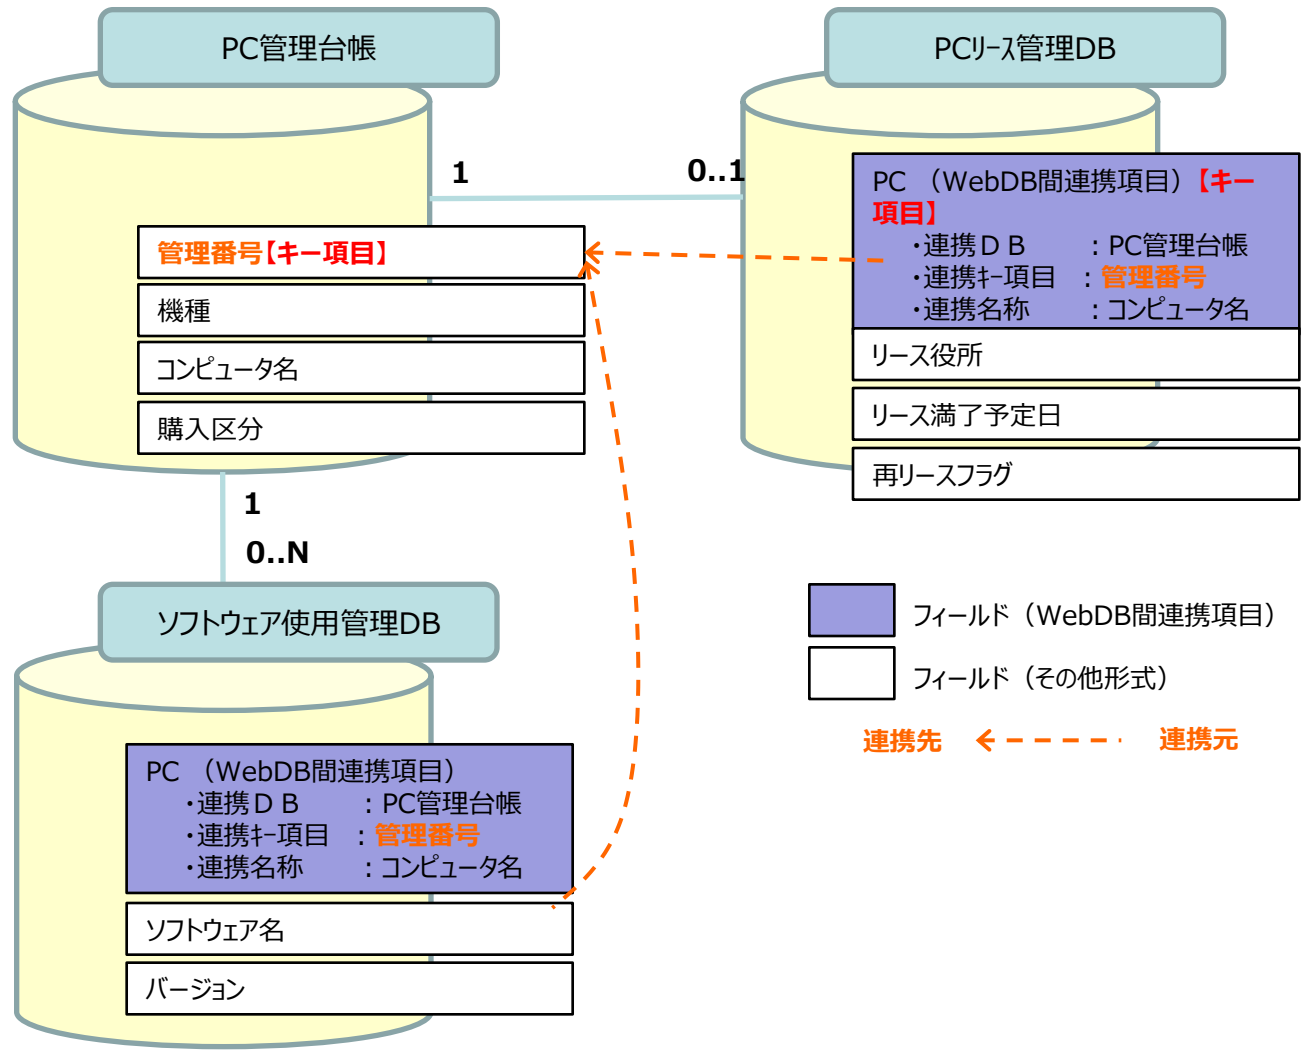 PC管理台帳
PCリース管理DB
1
0..1
管理番号【キー項目】
機種
コンピュータ名
購入区分
PC （WebDB間連携項目）【キー
項目】
・連携ＤＢ ：PC管理台帳
・連携キー項目 ：管理番号
・連携名称 ：コンピュータ名
リース役所
リース満了予定日
再リースフラグ
1
0..N
ソフトウェア使用管理DB
PC （WebDB間連携項目）
・連携ＤＢ ：PC管理台帳
・連携キー項目 ：管理番号
・連携名称 ：コンピュータ名
ソフトウェア名
バージョン
フィールド（WebDB間連携項目）
フィールド（その他形式）
連携先 連携元